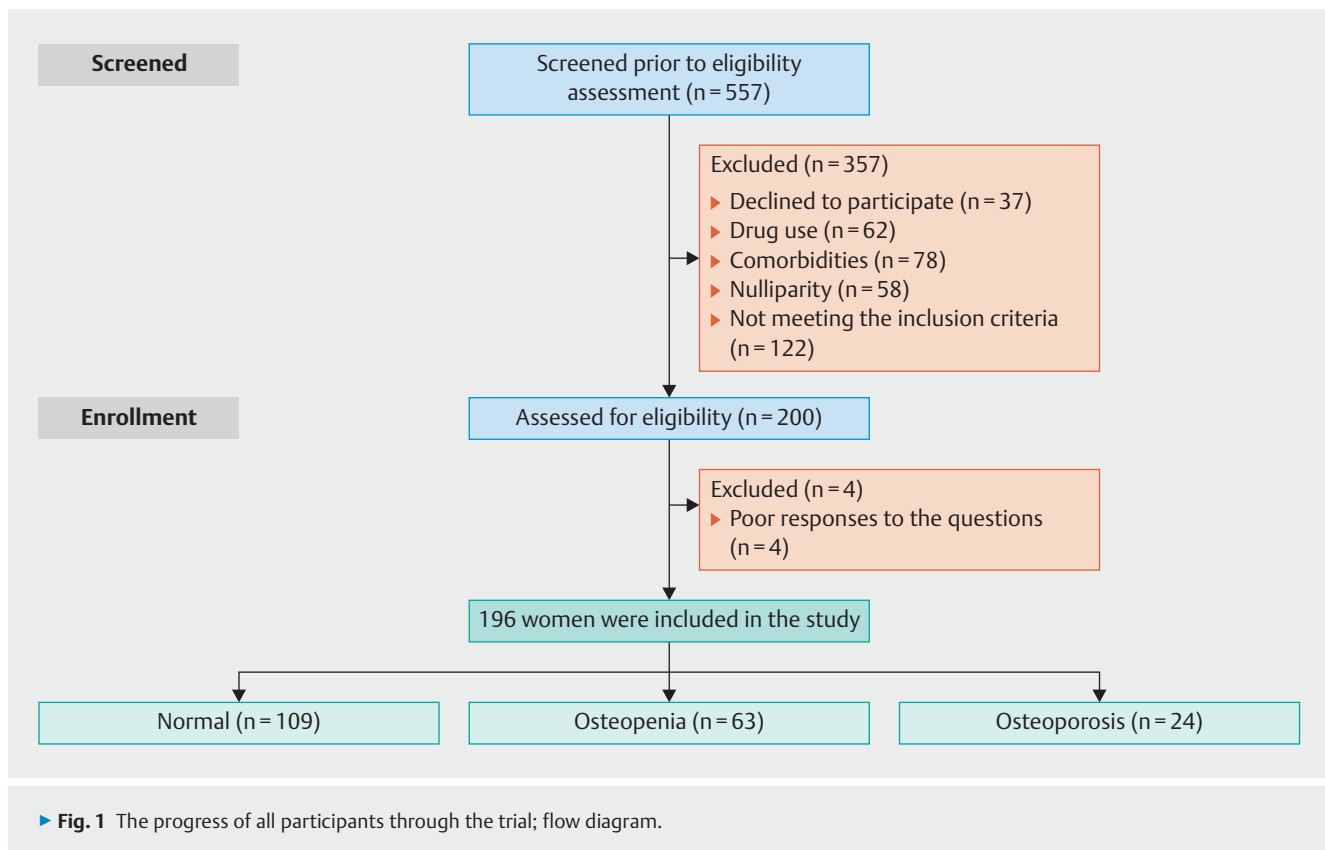 Screened
Screened prior to eligibility
assessment (n = 557)
Excluded (n = 357)
▶ Declined to participate (n = 37)
▶ Drug use (n = 62)
▶ Comorbidities (n = 78)
▶ Nulliparity (n = 58)
▶ Not meeting the inclusion criteria
(n = 122)
Enrollment
Assessed for eligibility (n = 200)
Excluded (n = 4)
▶ Poor responses to the questions
(n = 4)
196 women were included in the study
Normal (n = 109)
Osteopenia (n = 63)
Osteoporosis (n = 24)
▶ Fig. 1 The progress of all participants through the trial; flow diagram.